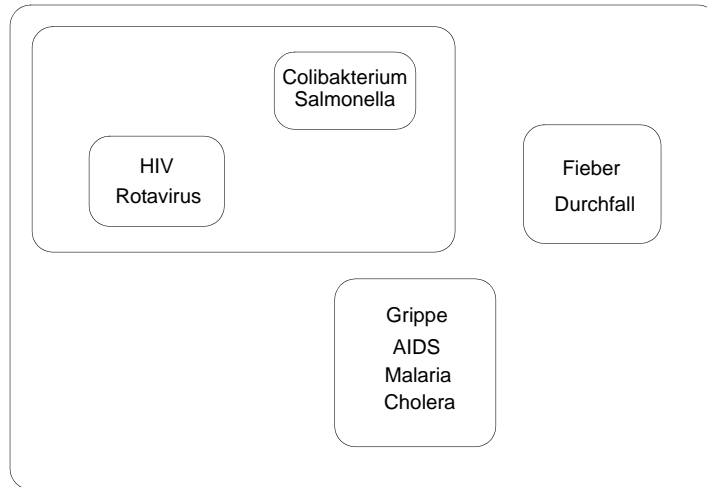 Colibakterium
Salmonella
HIV
Rotavirus
Fieber
Durchfall
Grippe
AIDS
Malaria
Cholera